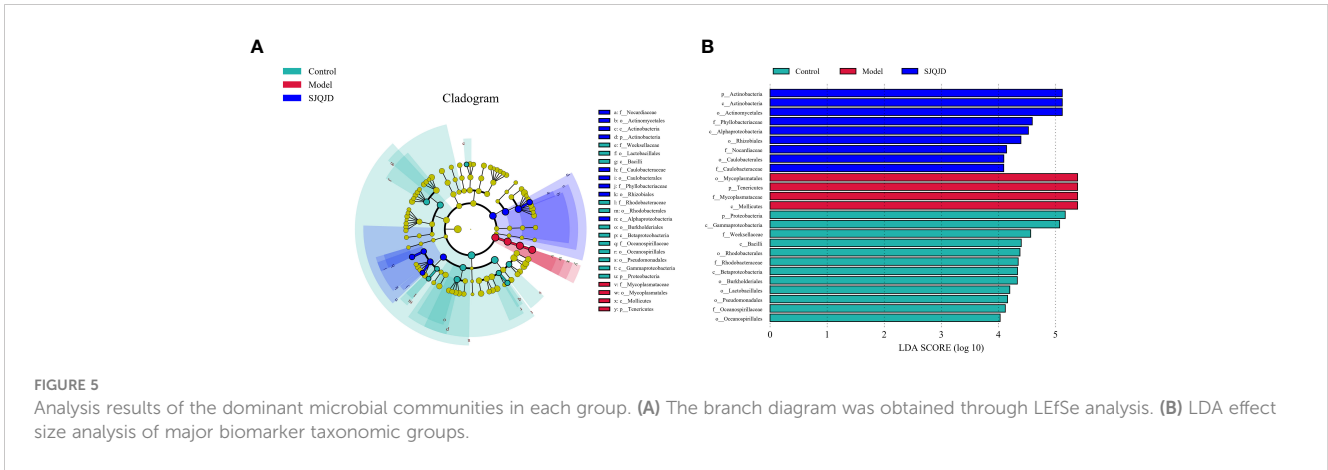 A
Control
Model
SJQJD
Cladogram
a: f__Nocardiaceae
b: o__Actinomycetales
c: c__Actinobacteria
d: p__Actinobacteria
e: f__Weeksellaceae
f: o__Lactobacillales
g: c__Bacilli
h: f__Caulobacteraceae
i: o__Caulobacterales
j: f__Phyllobacteriaceae
k: o__Rhizobiales
l: f__Rhodobacteraceae
m: o__Rhodobacterales
n: c__Alphaproteobacteria
o: o__Burkholderiales
p: c__Betaproteobacteria
q: f__Oceanospirillaceae
r: o__Oceanospirillales
s: o__Pseudomonadales
t: c__Gammaproteobacteria
u: p__Proteobacteria
v: f__Mycoplasmataceae
w: o__Mycoplasmatales
x: c__Mollicutes
y: p__Tenericutes
B
Control Model SJQJD
p__Actinobacteria
c__Actinobacteria
o__Actinomycetales
f__Phyllobacteriaceae
c__Alphaproteobacteria
o__Rhizobiales
f__Nocardiaceae
o__Caulobacterales
f__Caulobacteraceae
o__Mycoplasmatales
p__Tenericutes
f__Mycoplasmataceae
c__Mollicutes
p__Proteobacteria
c__Gammaproteobacteria
f__Weeksellaceae
c__Bacilli
o__Rhodobacterales
f__Rhodobacteraceae
c__Betaproteobacteria
o__Burkholderiales
o__Lactobacillales
o__Pseudomonadales
f__Oceanospirillaceae
o__Oceanospirillales
0 1 2 3 4 5
LDA SCORE (log 10)
FIGURE 5
Analysis results of the dominant microbial communities in each group. (A) The branch diagram was obtained through LEfSe analysis. (B) LDA effect
size analysis of major biomarker taxonomic groups.